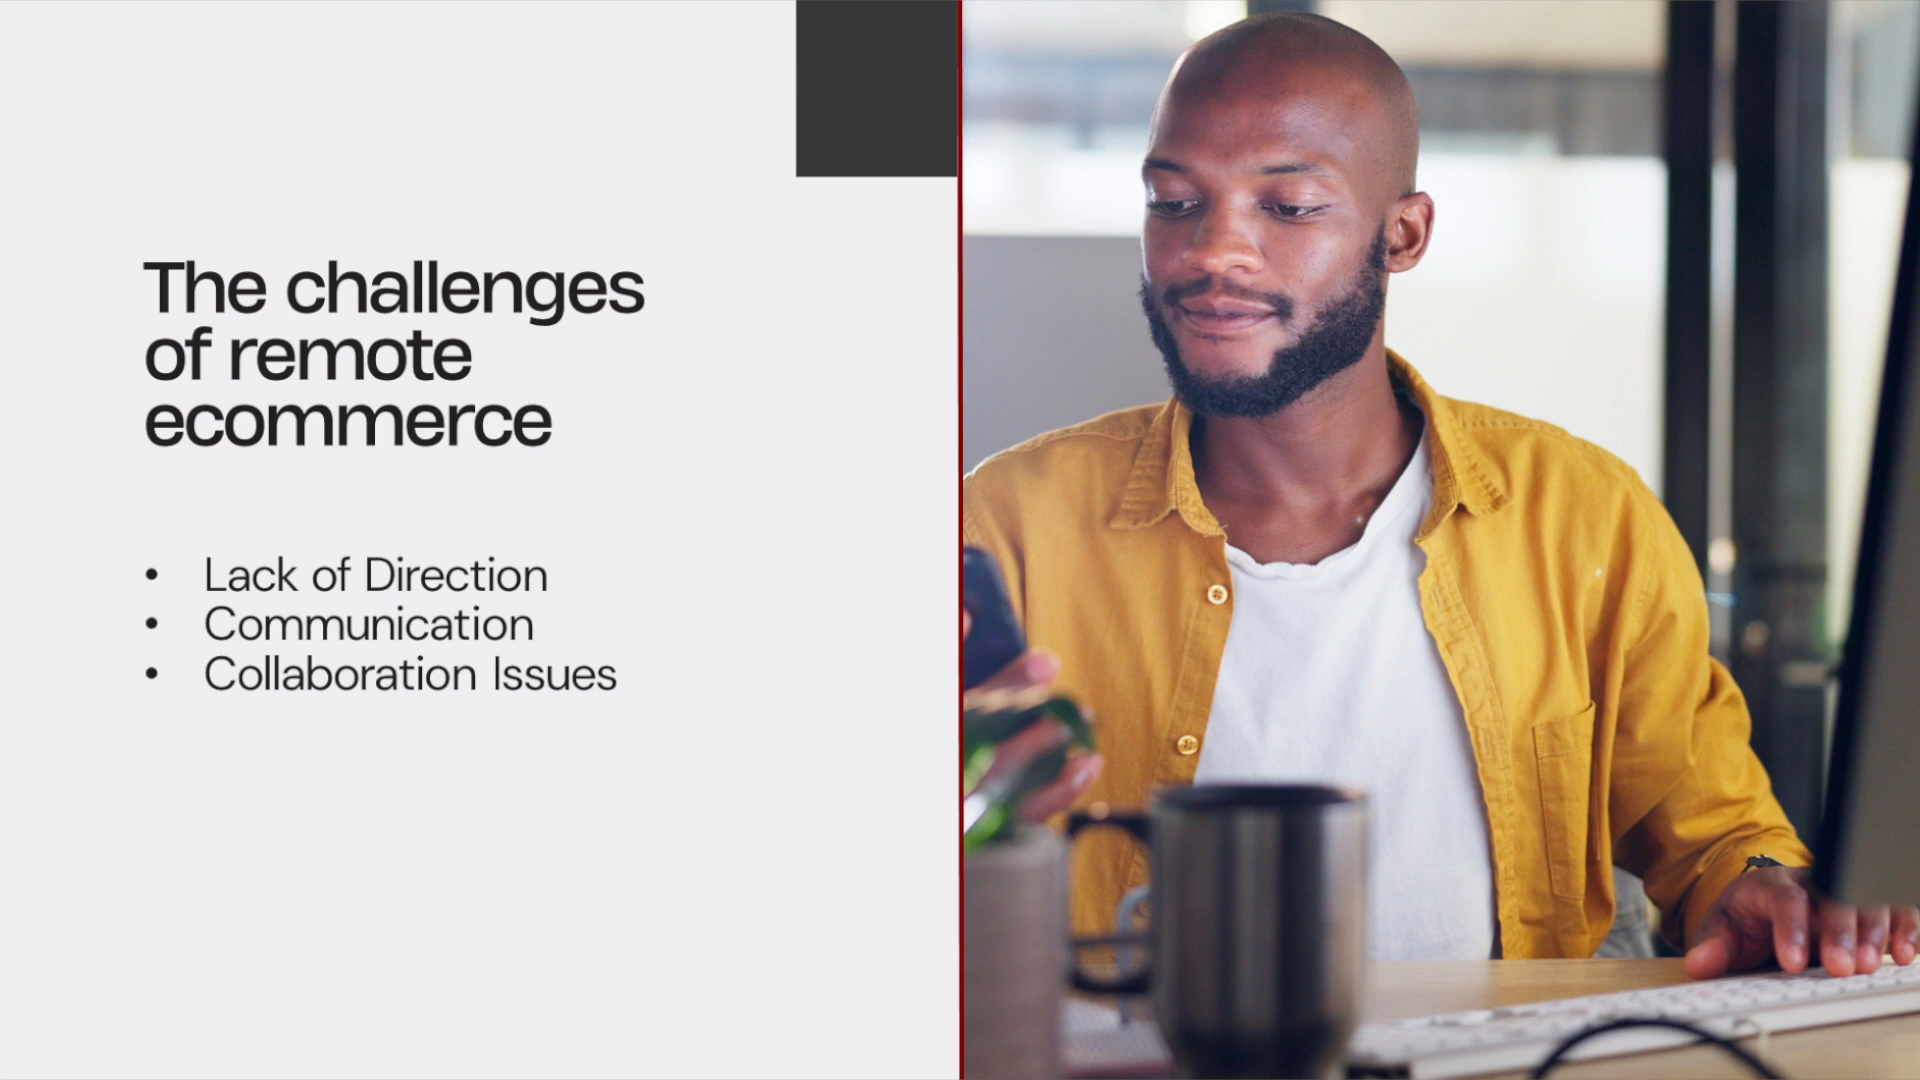 The challenges
of remote
ecommerce
• Lack of Direction
• Communication
• Collaboration Issues